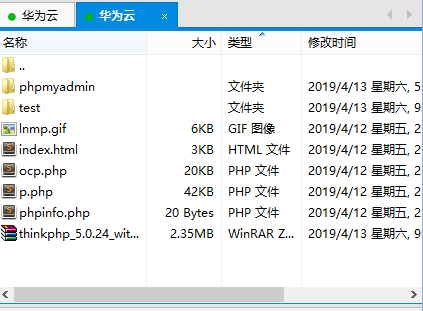 华为云 华为云
名称 大小 类型 修改时间
..
phpmyadmin 文件夹 2019/4/13 星期六, 5
test 文件夹 2019/4/13 星期六, 9
lnmp.gif 6KB GIF 图像 2019/4/12 星期五, 2
index.html 3KB HTML 文件 2019/4/12 星期五, 2
ocp.php 20KB PHP 文件 2019/4/12 星期五, 2
p.php 42KB PHP 文件 2019/4/12 星期五, 2
phpinfo.php 20 Bytes PHP 文件 2019/4/12 星期五, 2
thinkphp_5.0.24_wit... 2.35MB WinRAR Z... 2019/4/13 星期六, 9